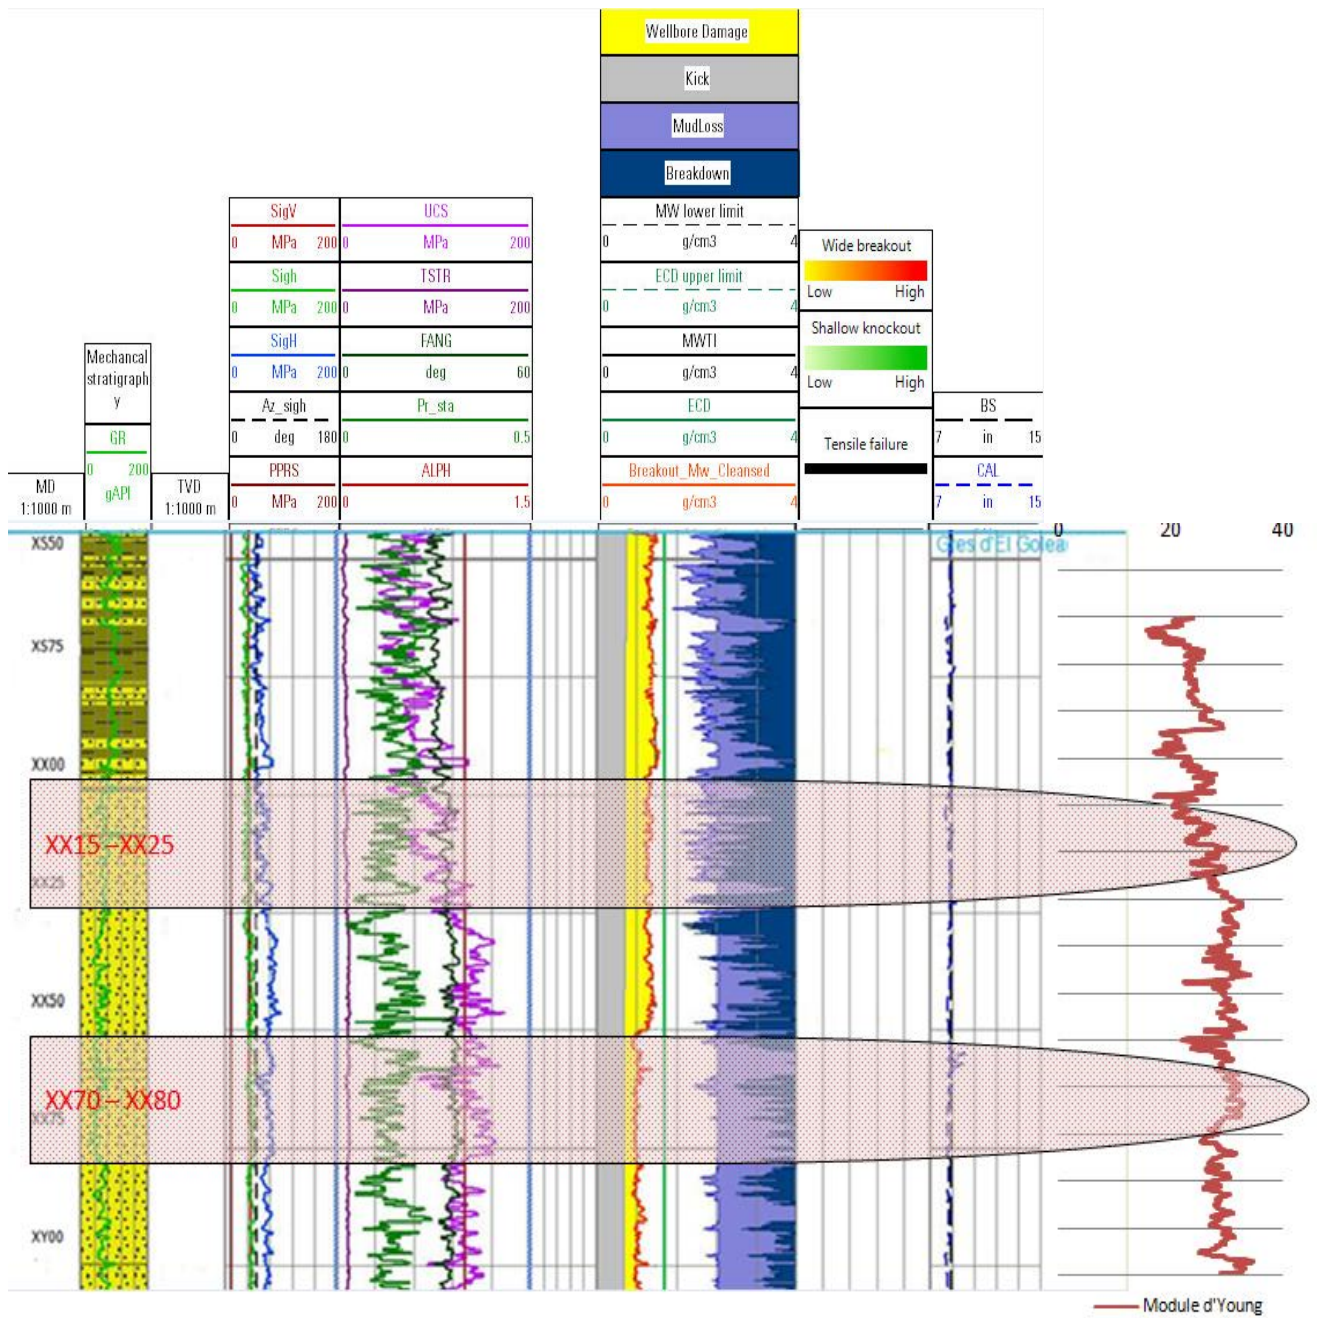 Wellbore Damage
Kick
MudLoss
Breakdown
SigV
0 MPa 200
UCS
0 MPa 200
MW lower limit
0 g/cm3 4
Sigh
0 MPa 200
TSTR
0 MPa 200
ECD upper limit
0 g/cm3 4
Wide breakout
Low High
SigH
0 MPa 200
FANG
0 deg 60
MWTI
0 g/cm3 4
Shallow knockout
Low High
Mechancal
stratigraph
y
Az_sigh
0 deg 180
Pr_sta
0 0.5
ECD
0 g/cm3 4
Tensile failure
BS
7 in 15
GR
0 200
gAPI
PPRS
0 MPa 200
ALPH
0 1.5
Breakout_Mw_Cleansed
0 g/cm3 4
CAL
7 in 15
MD
1:1000 m
TVD
1:1000 m
0 20 40
Gres d'El Golea
XS50
XS75
XX00
XX15 –XX25
XX25
XX50
XX70 – XX80
XX75
XY00
Module d'Young